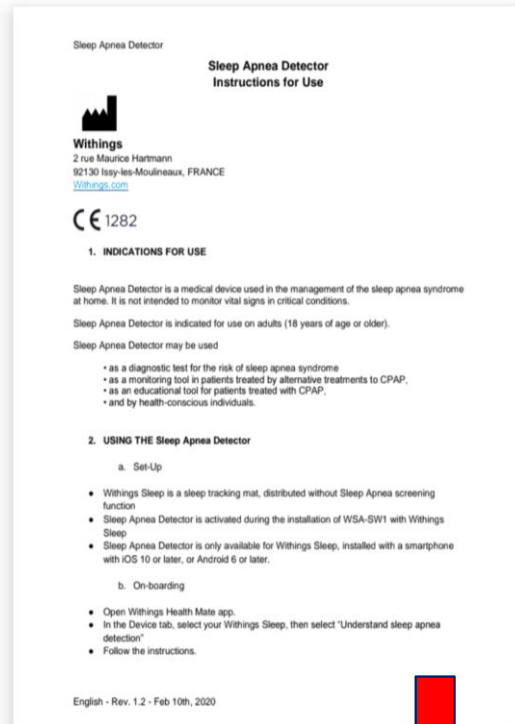 Sleep Apnea Detector
Sleep Apnea Detector
Instructions for Use
Withings
2 rue Maurice Hartmann
92130 Issy-les-Moulineaux, FRANCE
Withings.com
CE 1282
1. INDICATIONS FOR USE
Sleep Apnea Detector is a medical device used in the management of the sleep apnea syndrome
at home. It is not intended to monitor vital signs in critical conditions.
Sleep Apnea Detector is indicated for use on adults (18 years of age or older).
Sleep Apnea Detector may be used
• as a diagnostic test for the risk of sleep apnea syndrome
• as a monitoring tool in patients treated by alternative treatments to CPAP,
• as an educational tool for patients treated with CPAP,
• and by health-conscious individuals.
2. USING THE Sleep Apnea Detector
a. Set-Up
• Withings Sleep is a sleep tracking mat, distributed without Sleep Apnea screening
function
• Sleep Apnea Detector is activated during the installation of WSA-SW1 with Withings
Sleep
• Sleep Apnea Detector is only available for Withings Sleep, installed with a smartphone
with iOS 10 or later, or Android 6 or later.
b. On-boarding
• Open Withings Health Mate app.
• In the Device tab, select your Withings Sleep, then select "Understand sleep apnea
detection"
• Follow the instructions.
English - Rev. 1.2 - Feb 10th, 2020